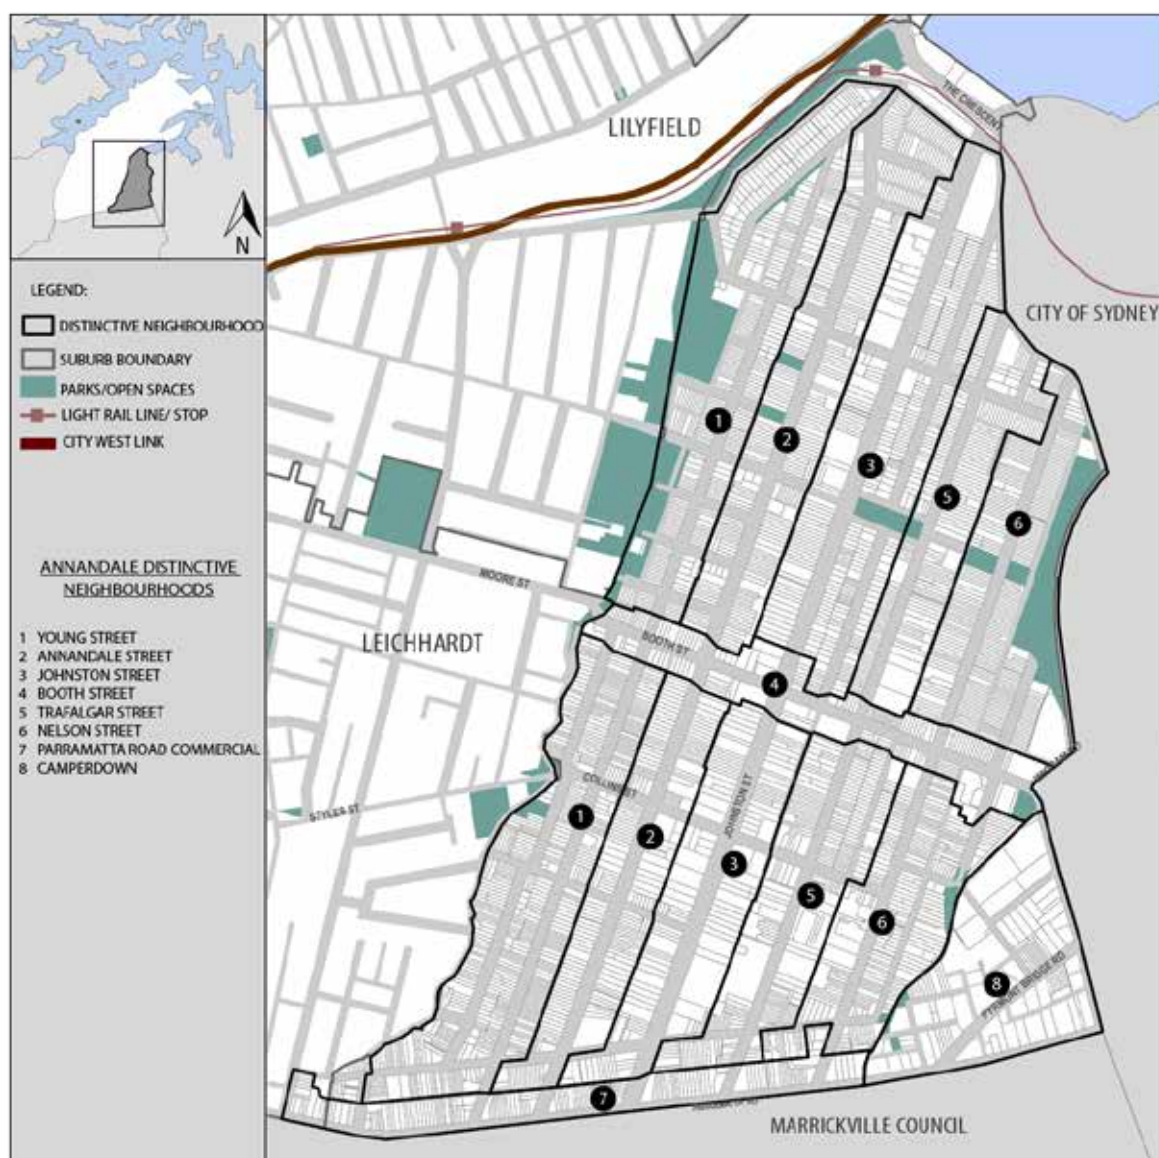 N
LEGEND:
DISTINCTIVE NEIGHBOURHOOD
SUBURB BOUNDARY
PARKS/OPEN SPACES
LIGHT RAIL LINE/ STOP
CITY WEST LINK
ANNANDALE DISTINCTIVE
NEIGHBOURHOODS
1 YOUNG STREET
2 ANNANDALE STREET
3 JOHNSTON STREET
4 BOOTH STREET
5 TRAFALGAR STREET
6 NELSON STREET
7 PARRAMATTA ROAD COMMERCIAL
8 CAMPERDOWN
LILYFIELD
THE CRESCENT
CITY OF SYDNEY
1
2
3
5
6
MOORE ST
LEICHHARDT
BOOTH ST
4
COLLINS ST
JOHNSTON ST
STYLES ST
1
2
3
5
6
8
PYRMONT BRIDGE RD
7
MARRICKVILLE COUNCIL